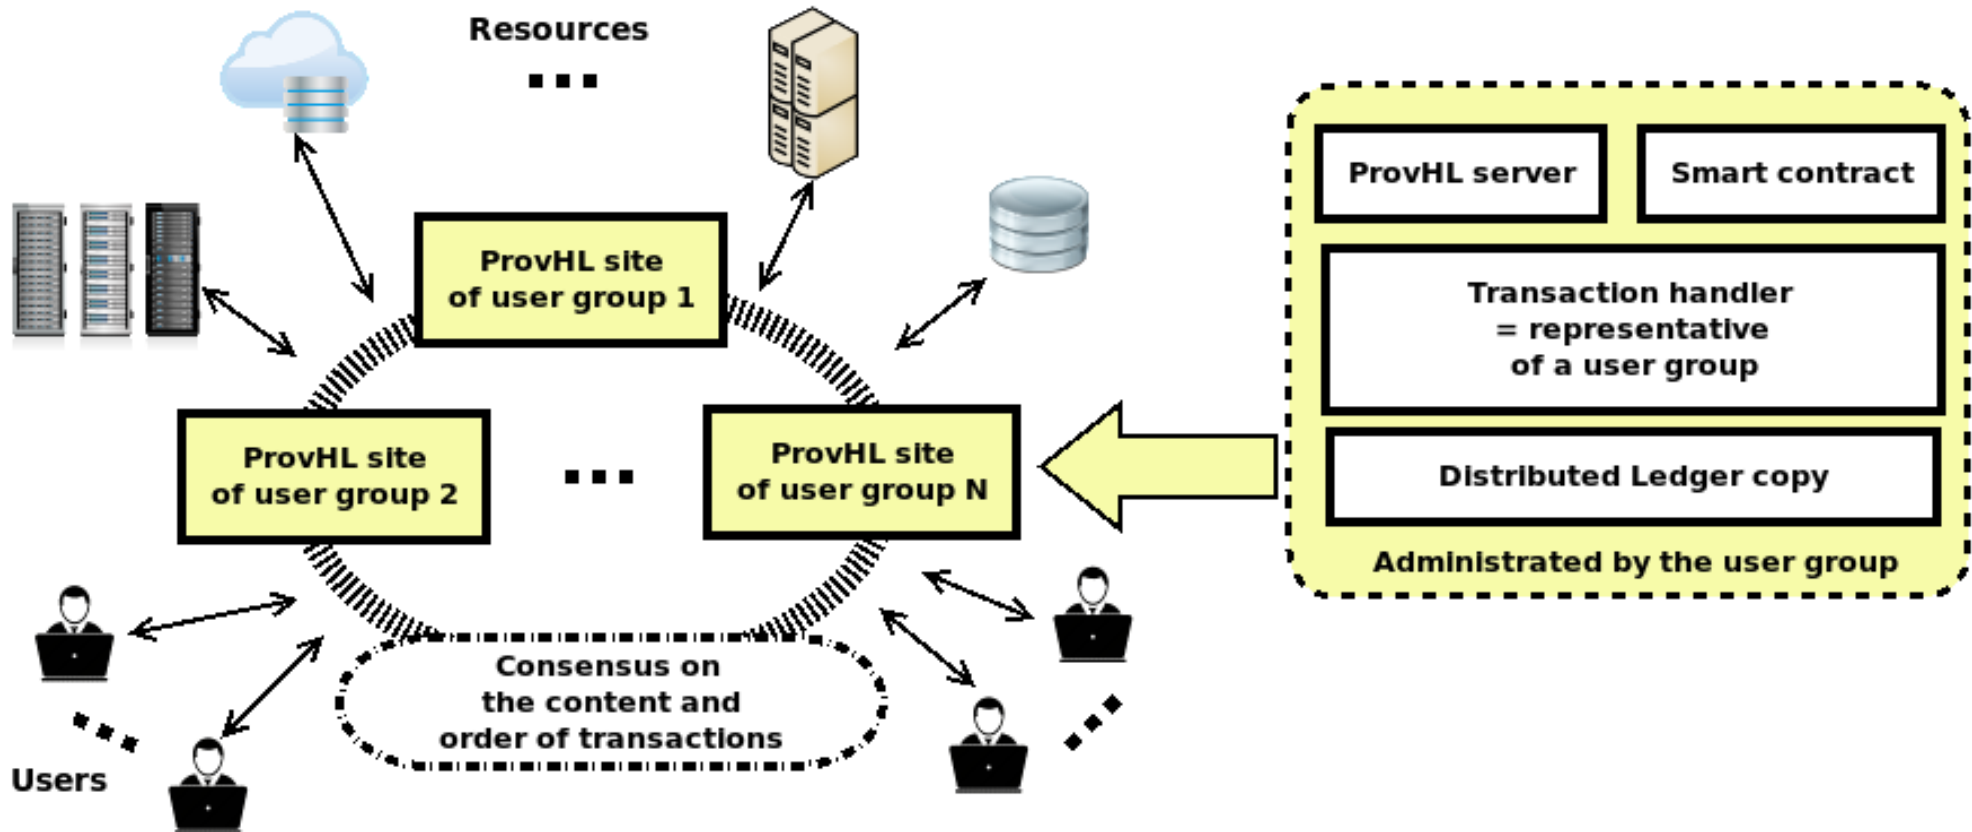 Resources
ProvHL site
of user group 1
ProvHL site
of user group 2
ProvHL site
of user group N
Consensus on
the content and
order of transactions
Users
ProvHL server
Smart contract
Transaction handler
= representative
of a user group
Distributed Ledger copy
Administrated by the user group